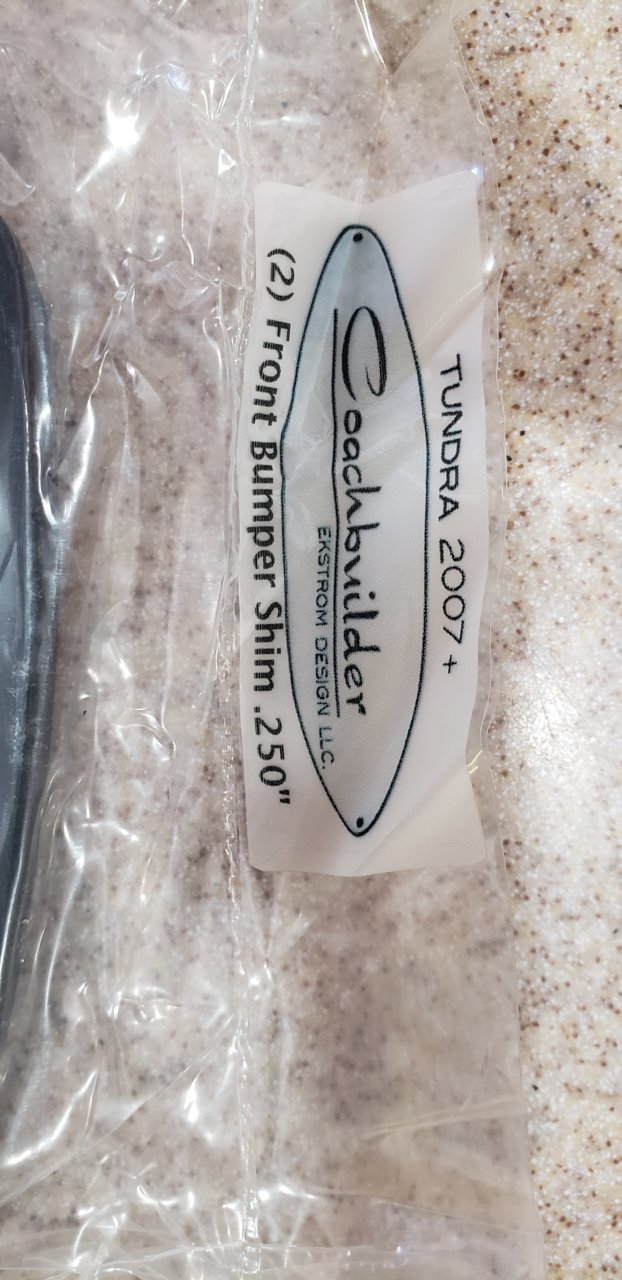 TUNDRA 2007 +
Coachbuilder
EKSTROM DESIGN LLC.
(2) Front Bumper Shim .250"